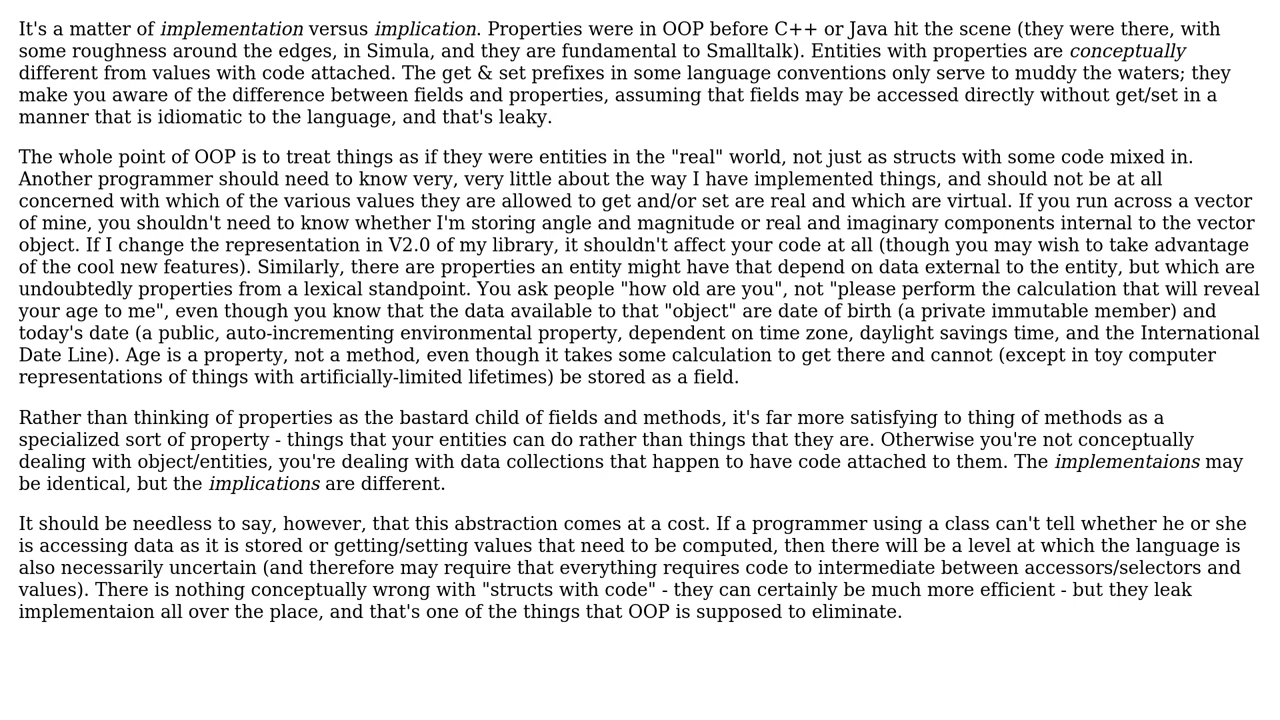 It's a matter of implementation versus implication. Properties were in OOP before C++ or Java hit the scene (they were there, with
some roughness around the edges, in Simula, and they are fundamental to Smalltalk). Entities with properties are conceptually
different from values with code attached. The get & set prefixes in some language conventions only serve to muddy the waters; they
make you aware of the difference between fields and properties, assuming that fields may be accessed directly without get/set in a
manner that is idiomatic to the language, and that's leaky.
The whole point of OOP is to treat things as if they were entities in the "real" world, not just as structs with some code mixed in.
Another programmer should need to know very, very little about the way I have implemented things, and should not be at all
concerned with which of the various values they are allowed to get and/or set are real and which are virtual. If you run across a vector
of mine, you shouldn't need to know whether I'm storing angle and magnitude or real and imaginary components internal to the vector
object. If I change the representation in V2.0 of my library, it shouldn't affect your code at all (though you may wish to take advantage
of the cool new features). Similarly, there are properties an entity might have that depend on data external to the entity, but which are
undoubtedly properties from a lexical standpoint. You ask people "how old are you", not "please perform the calculation that will reveal
your age to me", even though you know that the data available to that "object" are date of birth (a private immutable member) and
today's date (a public, auto-incrementing environmental property, dependent on time zone, daylight savings time, and the International
Date Line). Age is a property, not a method, even though it takes some calculation to get there and cannot (except in toy computer
representations of things with artificially-limited lifetimes) be stored as a field.
Rather than thinking of properties as the bastard child of fields and methods, it's far more satisfying to thing of methods as a
specialized sort of property - things that your entities can do rather than things that they are. Otherwise you're not conceptually
dealing with object/entities, you're dealing with data collections that happen to have code attached to them. The implementaions may
be identical, but the implications are different.
It should be needless to say, however, that this abstraction comes at a cost. If a programmer using a class can't tell whether he or she
is accessing data as it is stored or getting/setting values that need to be computed, then there will be a level at which the language is
also necessarily uncertain (and therefore may require that everything requires code to intermediate between accessors/selectors and
values). There is nothing conceptually wrong with "structs with code" - they can certainly be much more efficient - but they leak
implementaion all over the place, and that's one of the things that OOP is supposed to eliminate.